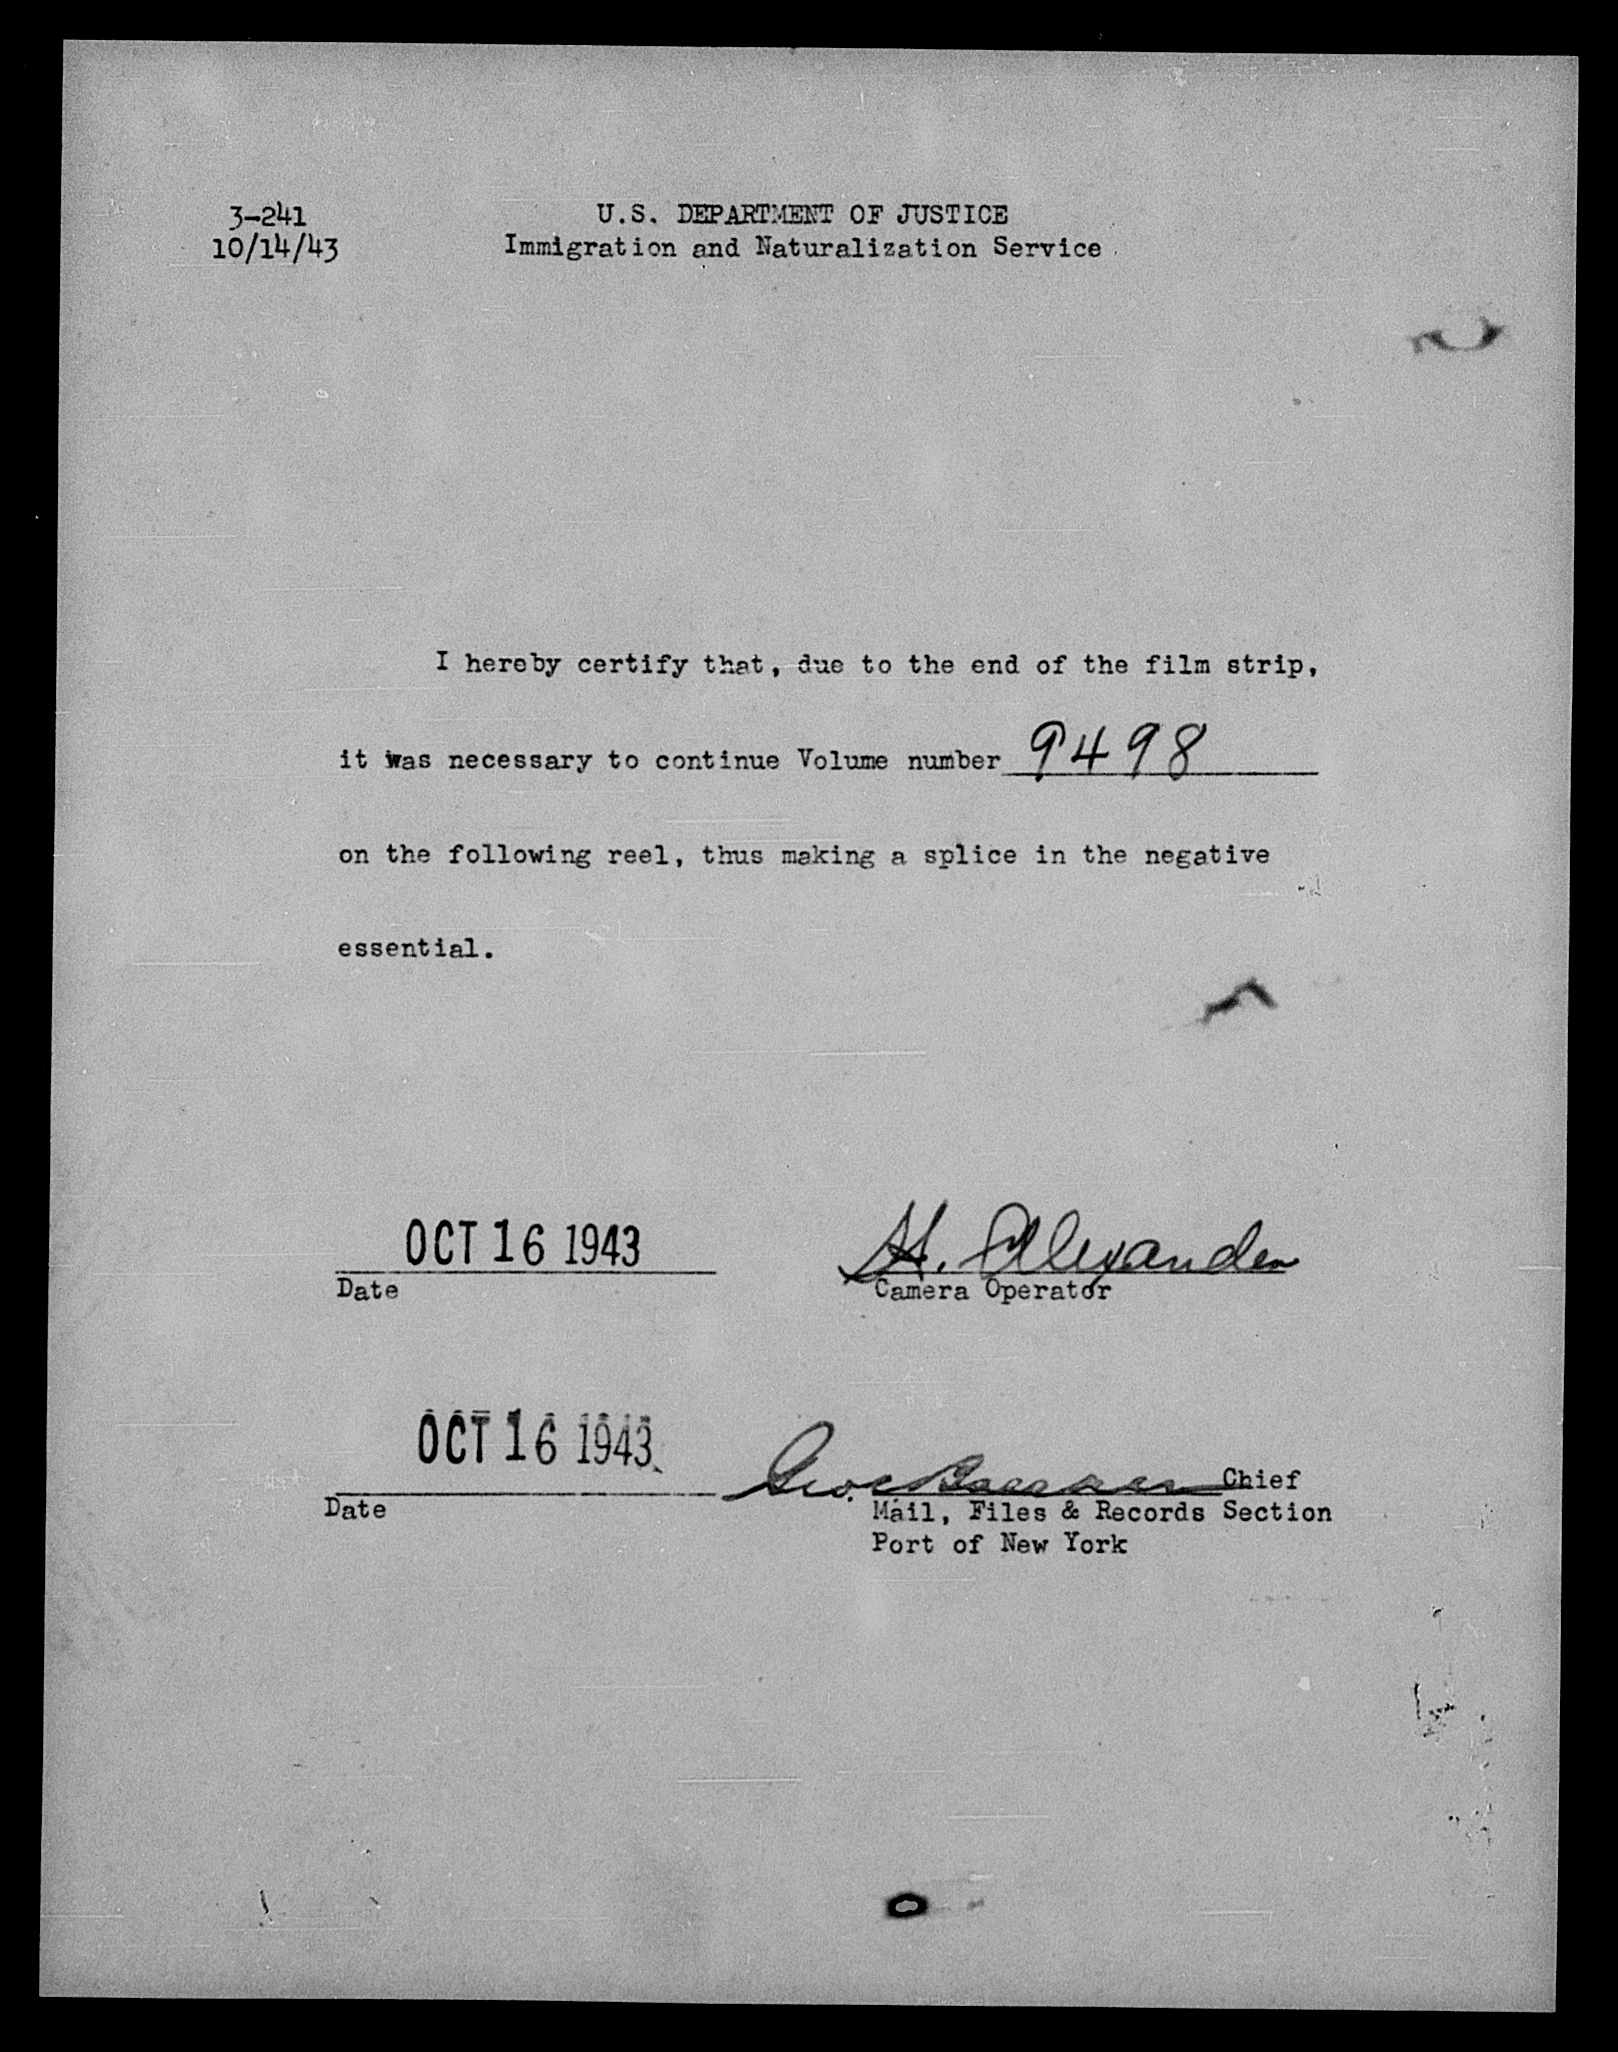 3-241
10/14/43
U.S. DEPARTMENT OF JUSTICE
Immigration and Naturalization Service
I hereby certify that, due to the end of the film strip,
it was necessary to continue Volume number 9498
on the following reel, thus making a splice in the negative
essential.
OCT 16 1943
Date
H. Alexander
Camera Operator
OCT 16 1943
Date
Geo. Chief
Mail, Files & Records Section
Port of New York